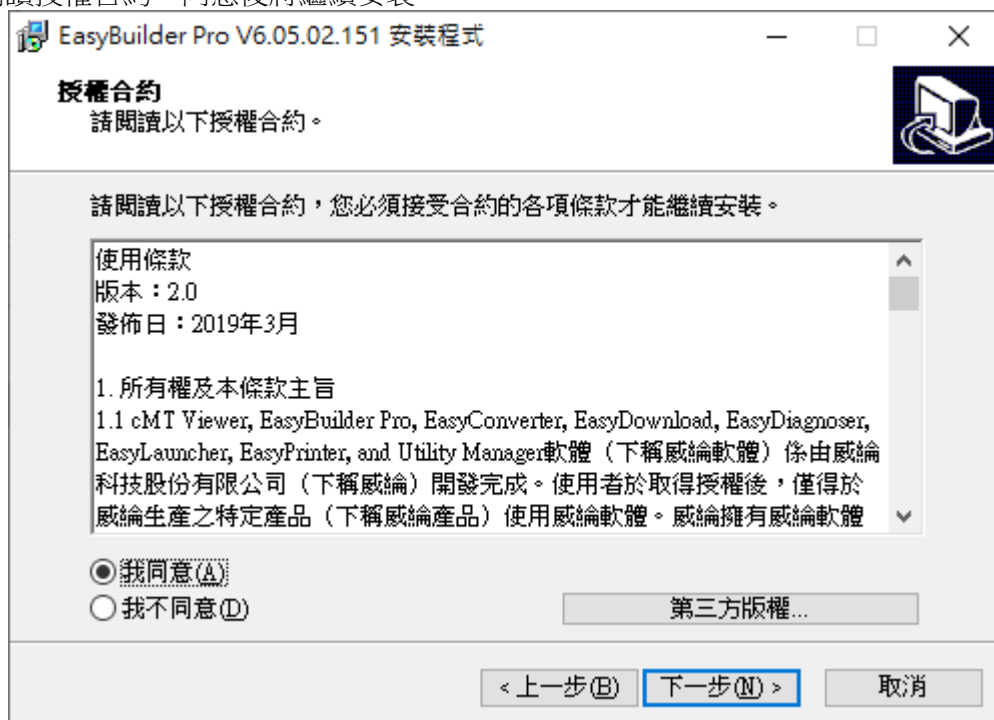 EasyBuilder Pro V6.05.02.151 安裝程式
授權合約
請閱讀以下授權合約。
請閱讀以下授權合約，您必須接受合約的各項條款才能繼續安裝。
使用條款
版本：2.0
發佈日：2019年3月
1. 所有權及本條款主旨
1.1 cMT Viewer, EasyBuilder Pro, EasyConverter, EasyDownload, EasyDiagnoser,
EasyLauncher, EasyPrinter, and Utility Manager軟體（下稱威綸軟體）係由威綸
科技股份有限公司（下稱威綸）開發完成。使用者於取得授權後，僅得於
威綸生產之特定產品（下稱威綸產品）使用威綸軟體。威綸擁有威綸軟體
我同意(A)
我不同意(D)
第三方版權...
< 上一步(B)
下一步(N) >
取消